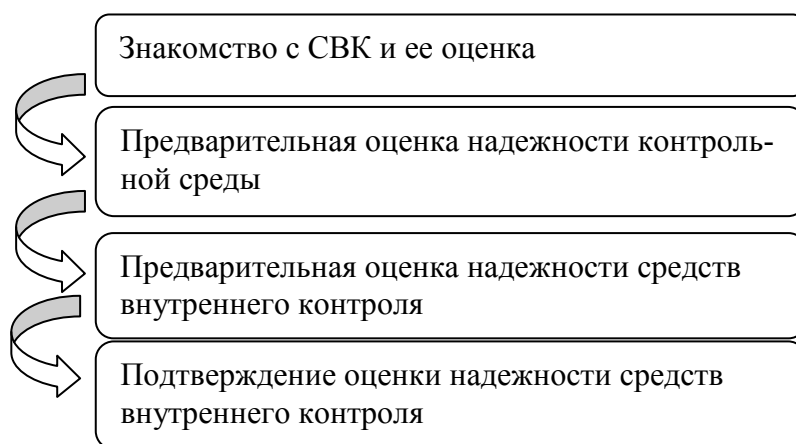 Знакомство с СВК и ее оценка
Предварительная оценка надежности контроль-
ной среды
Предварительная оценка надежности средств
внутреннего контроля
Подтверждение оценки надежности средств
внутреннего контроля